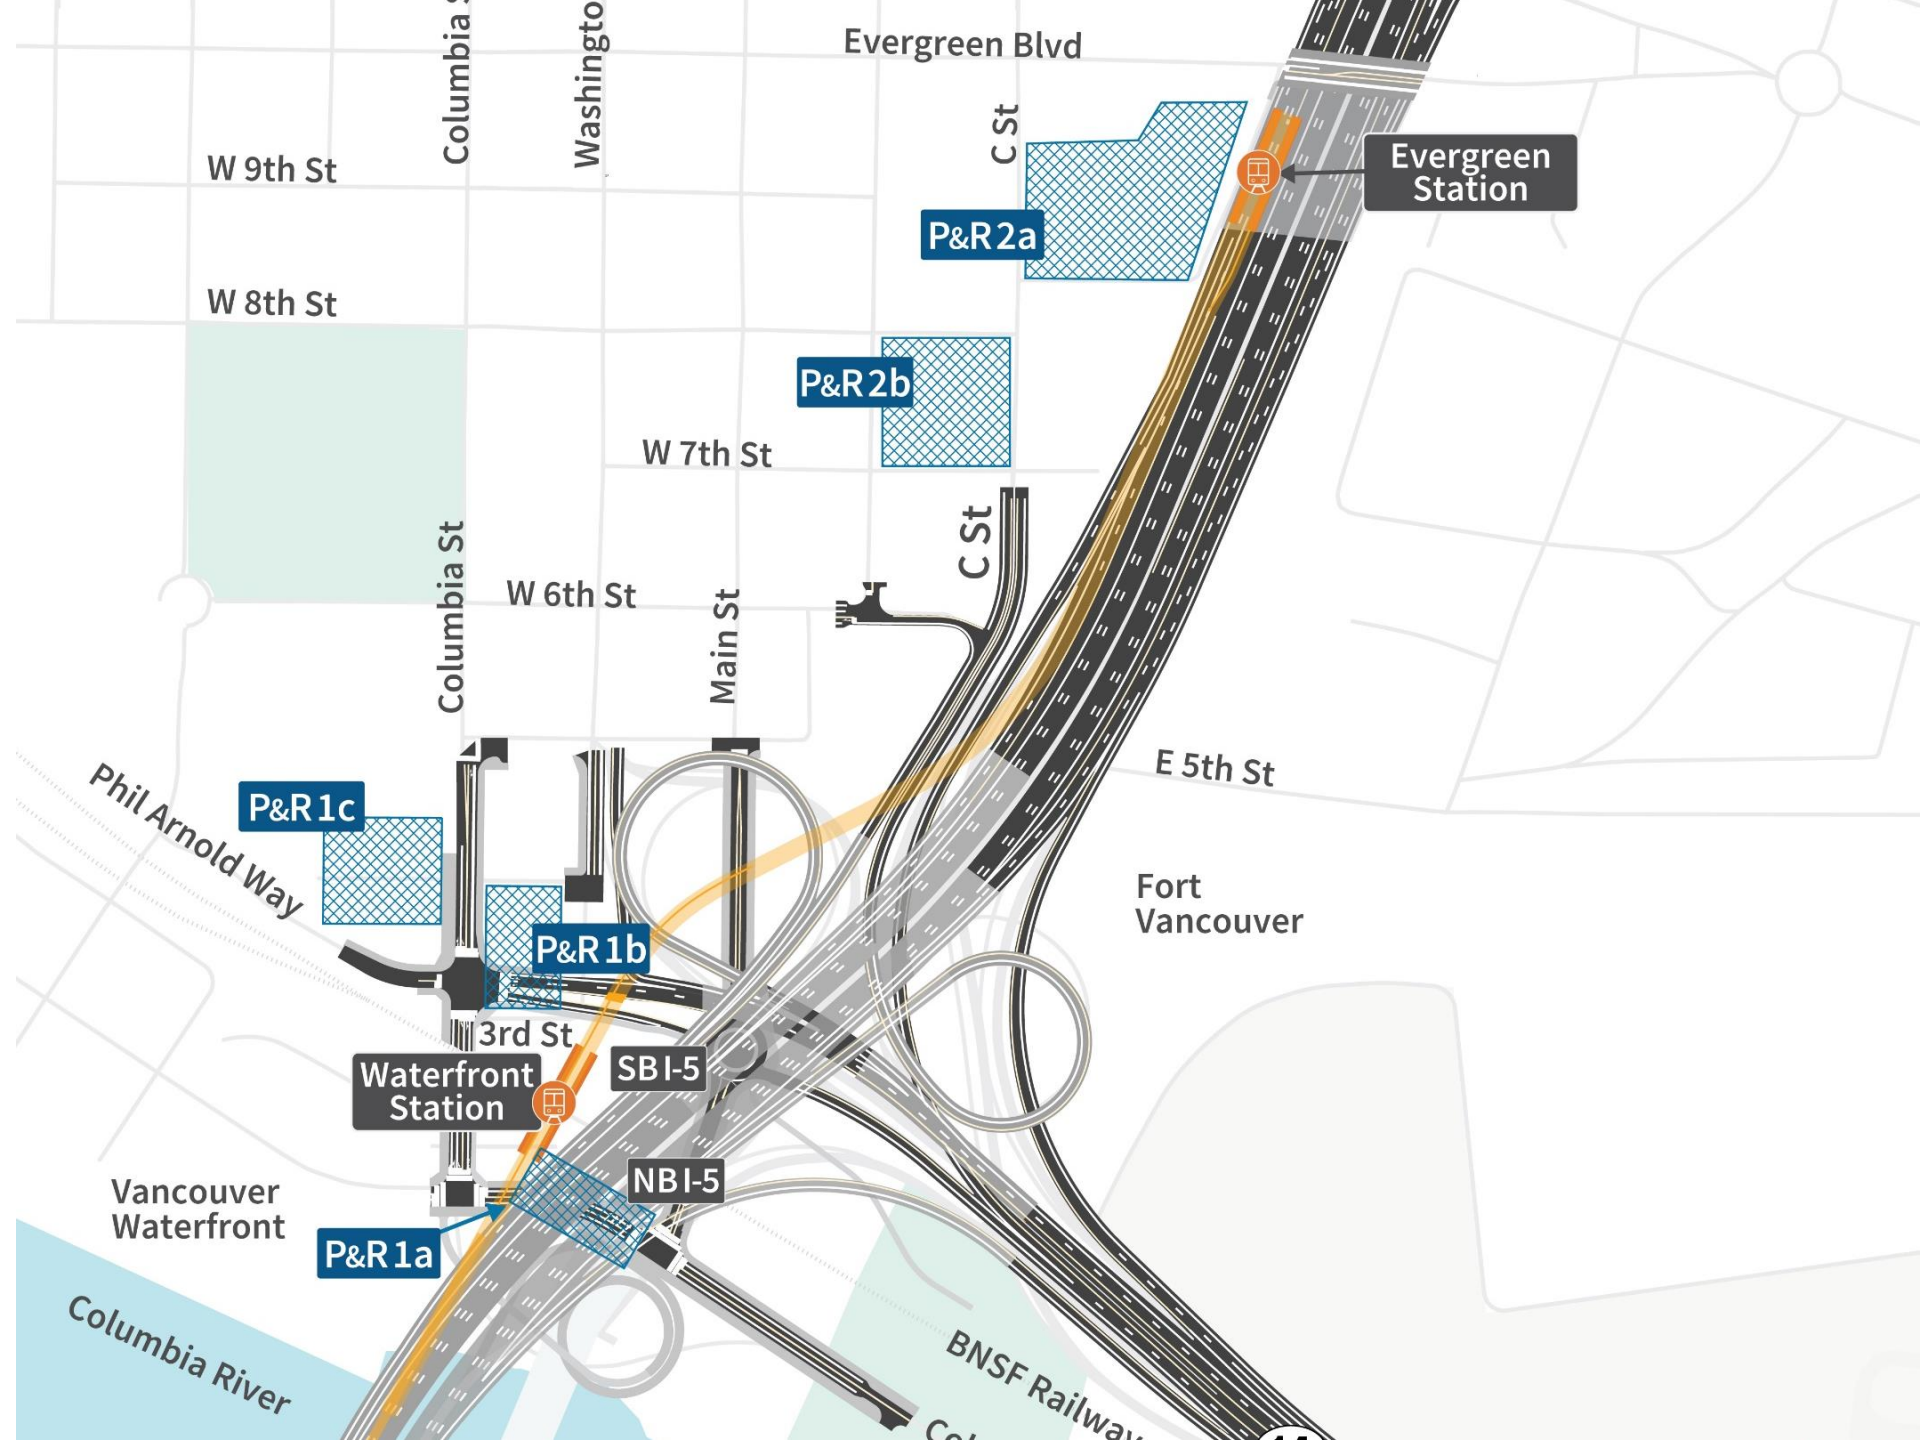 Columbia S
Washingto
Evergreen Blvd
C St
W 9th St
Evergreen
Station
P&R 2a
W 8th St
P&R 2b
W 7th St
C St
Columbia St
W 6th St
Main St
E 5th St
Phil Arnold Way
P&R 1c
Fort
Vancouver
P&R 1b
3rd St
SB I-5
Waterfront
Station
NB I-5
Vancouver
Waterfront
P&R 1a
Columbia River
BNSF Railway
Col